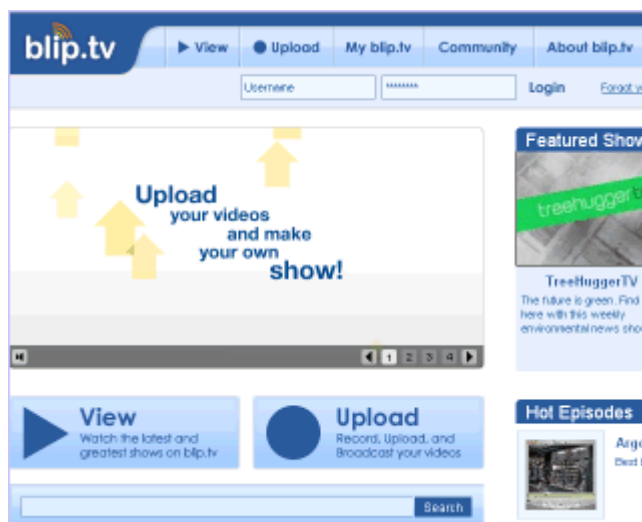 blip.tv
View
Upload
My blip.tv
Community
About blip.tv
Username
********
Login
Forgot
Upload
your videos
and make
your own
show!
Featured Show
treehugger
TreeHuggerTV
The future is green. Find
here with this weekly
environmental news sho
1 2 3 4
View
Watch the latest and
greatest shows on blip.tv
Upload
Record, Upload, and
Broadcast your videos
Hot Episodes
Best
Search